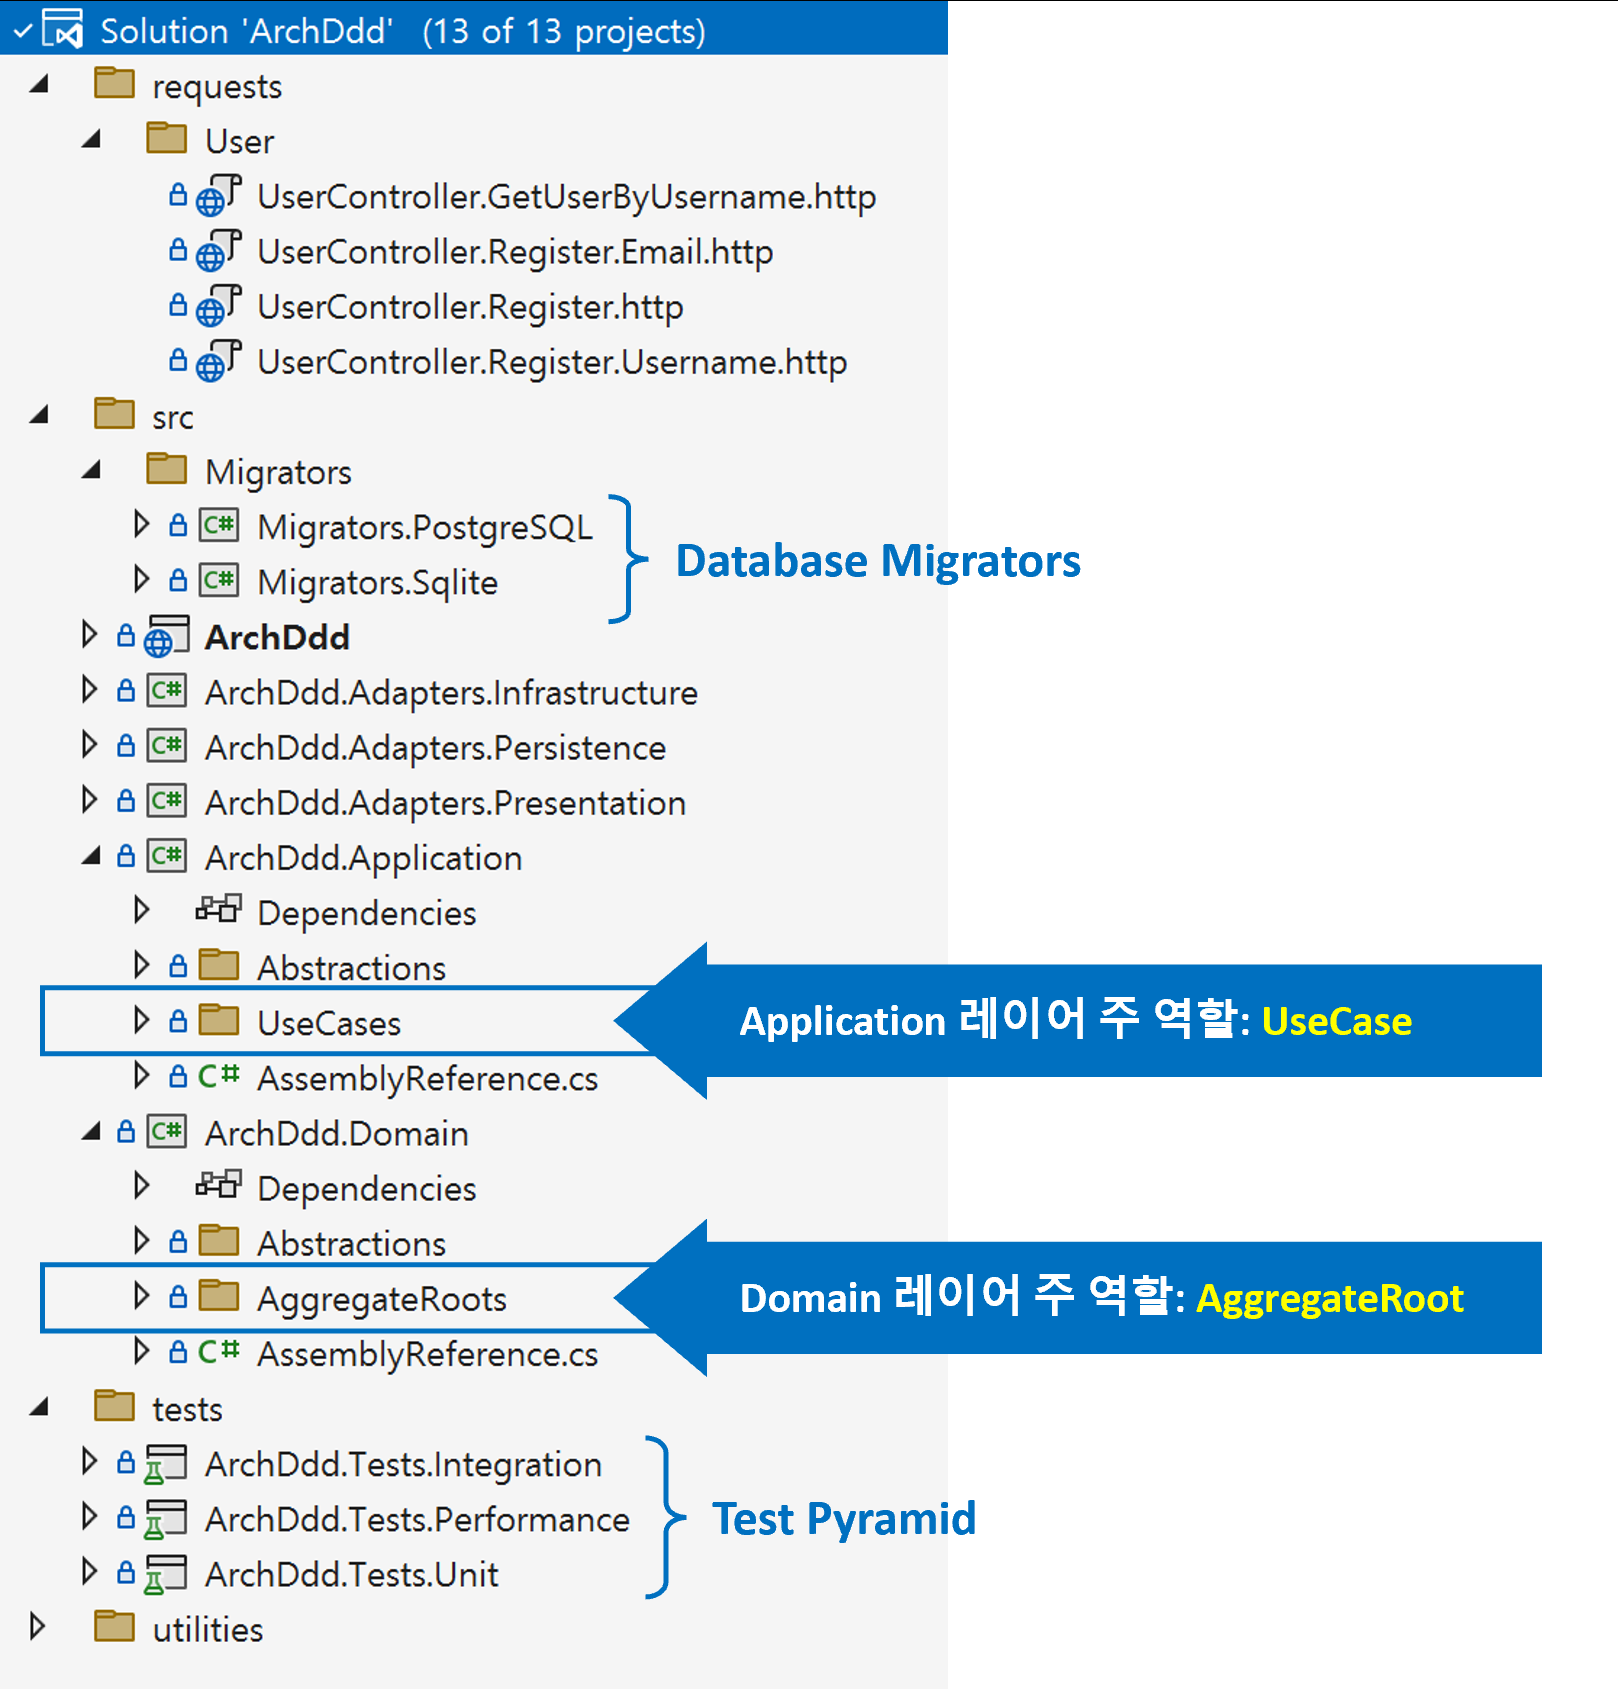 Solution 'ArchDdd' (13 of 13 projects)
requests
User
UserController.GetUserByUsername.http
UserController.Register.Email.http
UserController.Register.http
UserController.Register.Username.http
src
Migrators
C# Migrators.PostgreSQL
C# Migrators.Sqlite
Database Migrators
ArchDdd
C# ArchDdd.Adapters.Infrastructure
C# ArchDdd.Adapters.Persistence
C# ArchDdd.Adapters.Presentation
C# ArchDdd.Application
Dependencies
Abstractions
UseCases
Application 레이어 주 역할: UseCase
C# AssemblyReference.cs
C# ArchDdd.Domain
Dependencies
Abstractions
AggregateRoots
Domain 레이어 주 역할: AggregateRoot
C# AssemblyReference.cs
tests
ArchDdd.Tests.Integration
ArchDdd.Tests.Performance
ArchDdd.Tests.Unit
Test Pyramid
utilities